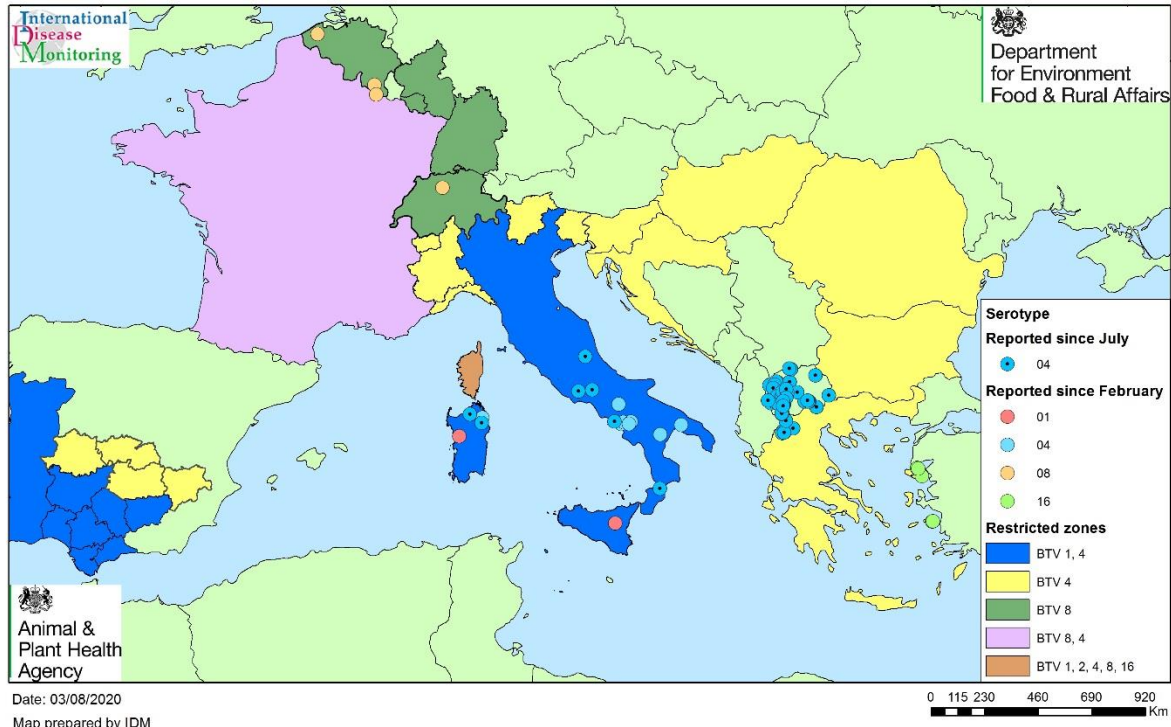 International
Disease
Monitoring
Department
for Environment
Food & Rural Affairs
Serotype
Reported since July
04
Reported since February
01
04
08
16
Restricted zones
BTV 1, 4
BTV 4
BTV 8
BTV 8, 4
BTV 1, 2, 4, 8, 16
Animal &
Plant Health
Agency
Date: 03/08/2020
Map prepared by IDM
0 115 230 460 690 920
Km